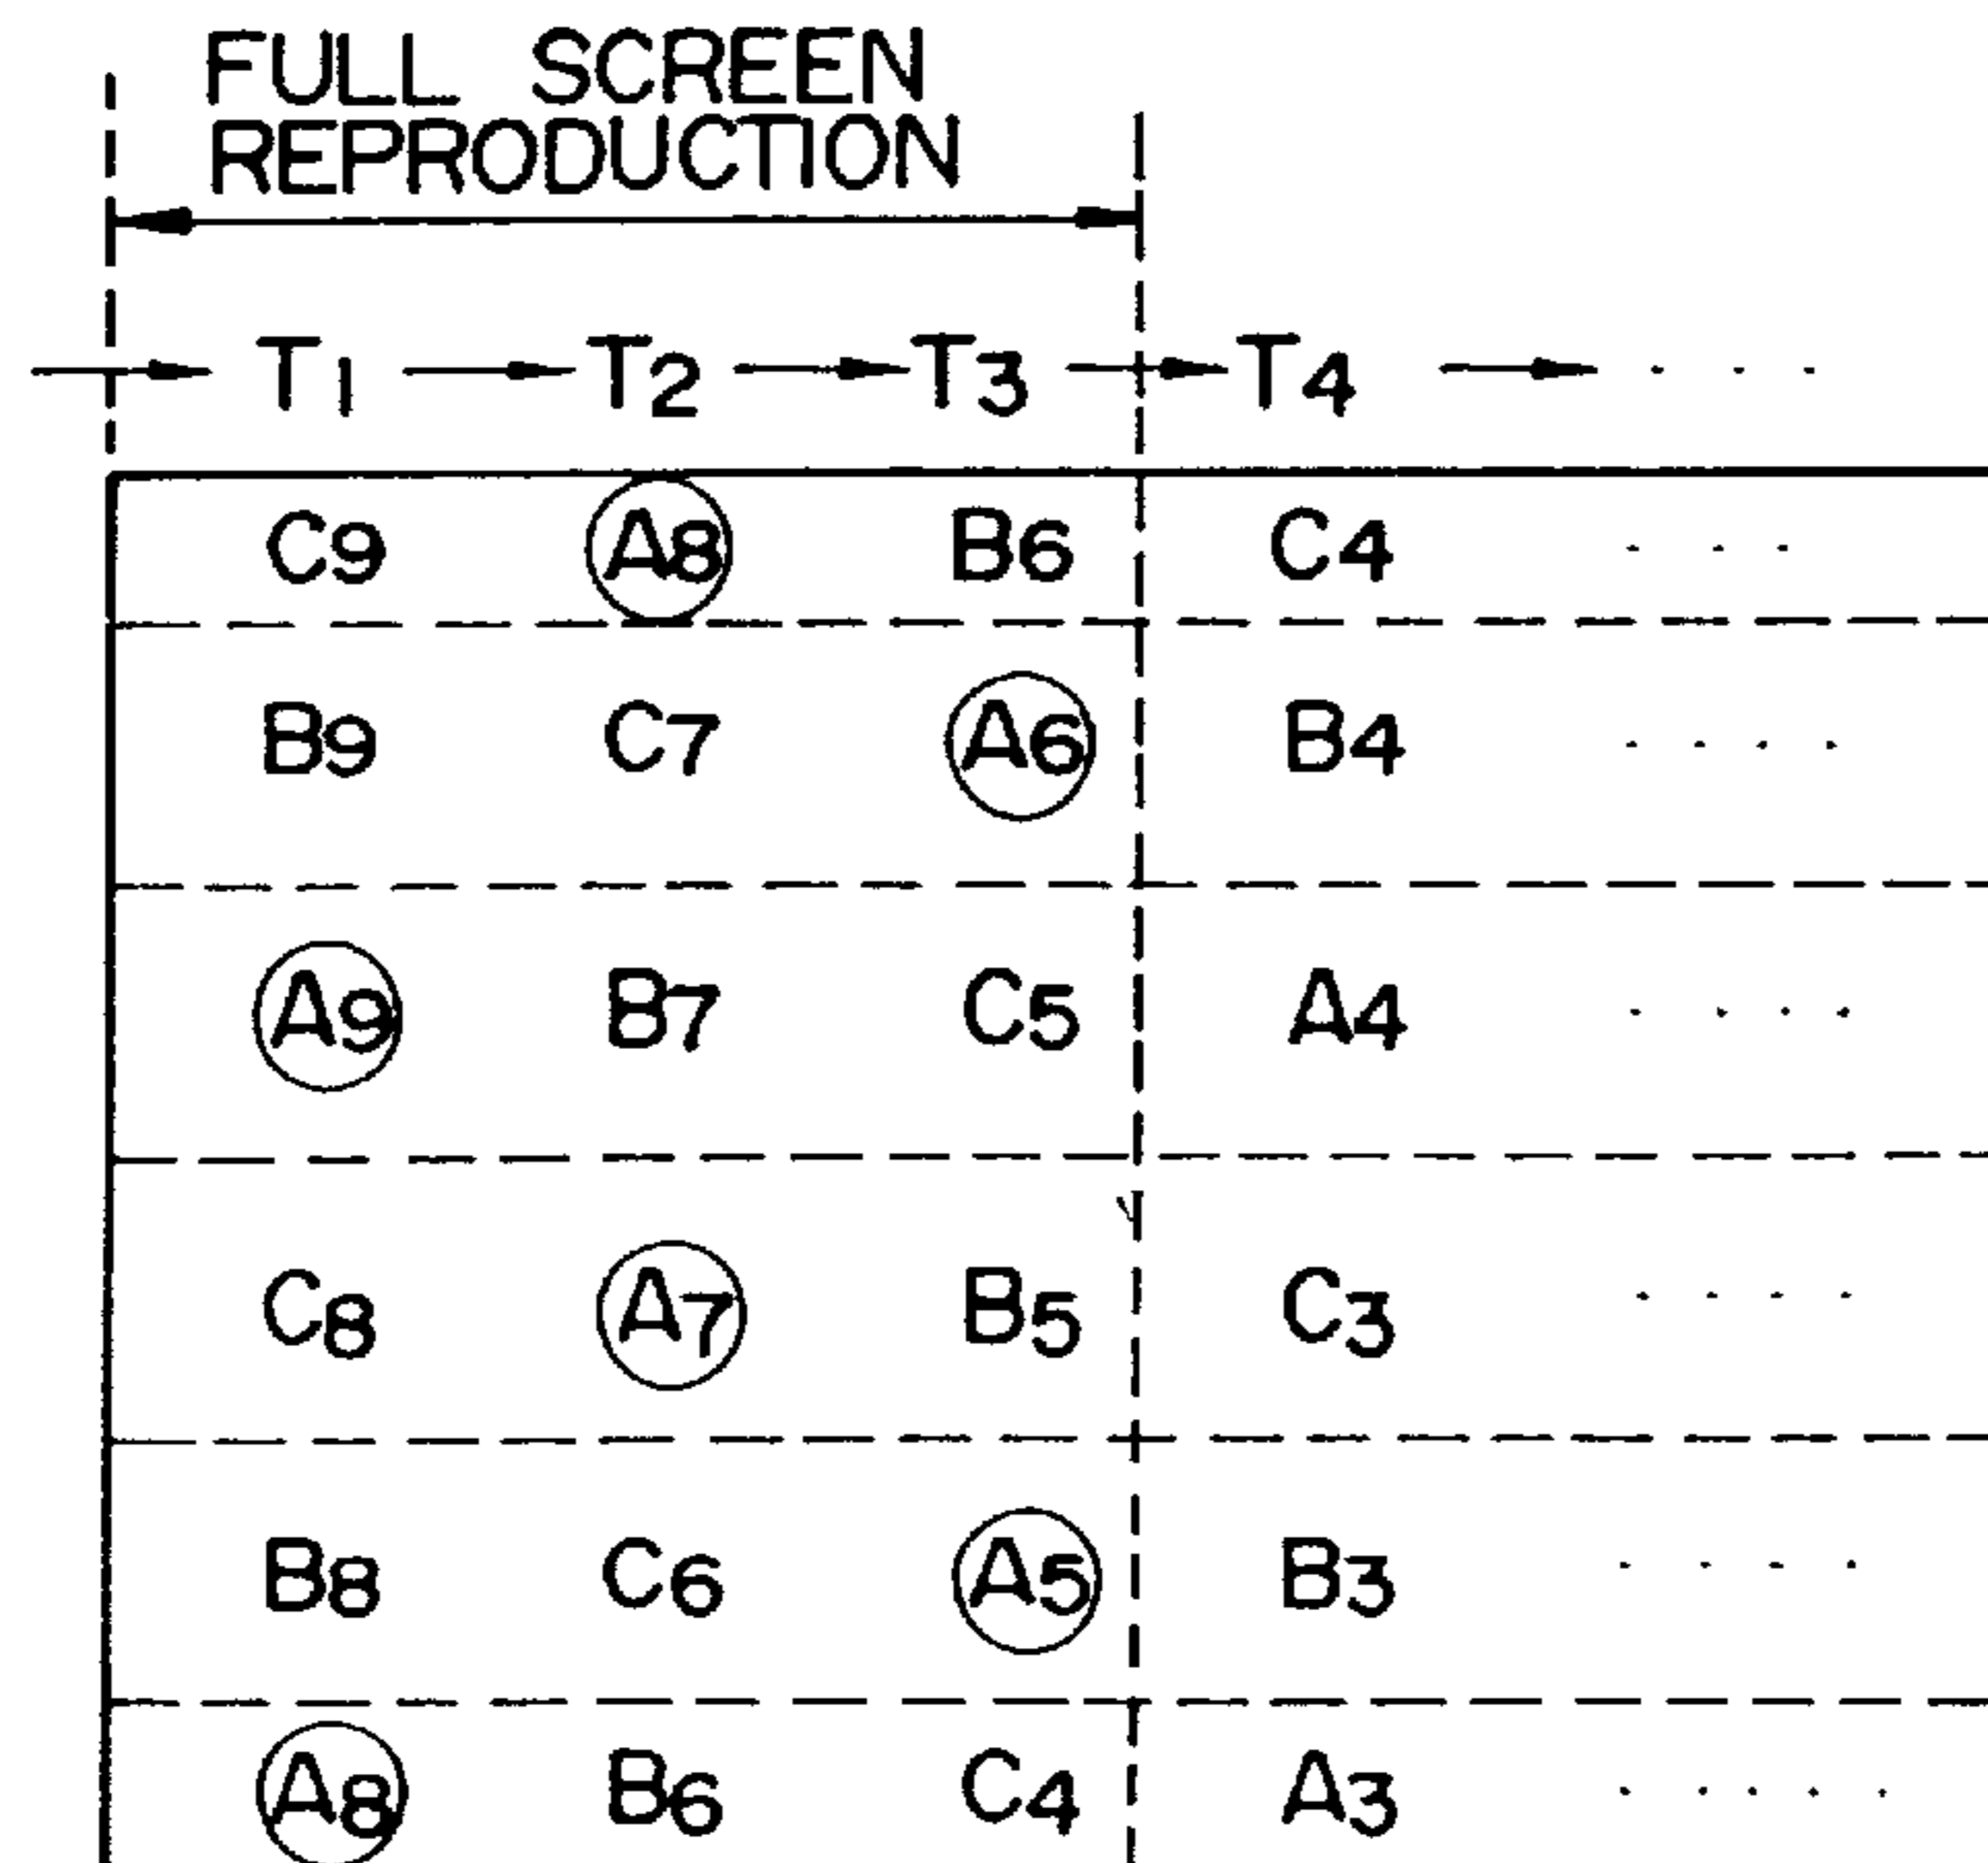 FULL SCREEN
REPRODUCTION
T1 T2 T3 T4 . . .
C9 A8 B6 C4 . . .
B9 C7 A6 B4 . . . .
A9 B7 C5 A4 . . . .
C8 A7 B5 C3 . . . .
B8 C6 A5 B3 . . . .
A8 B6 C4 A3 . . . . .